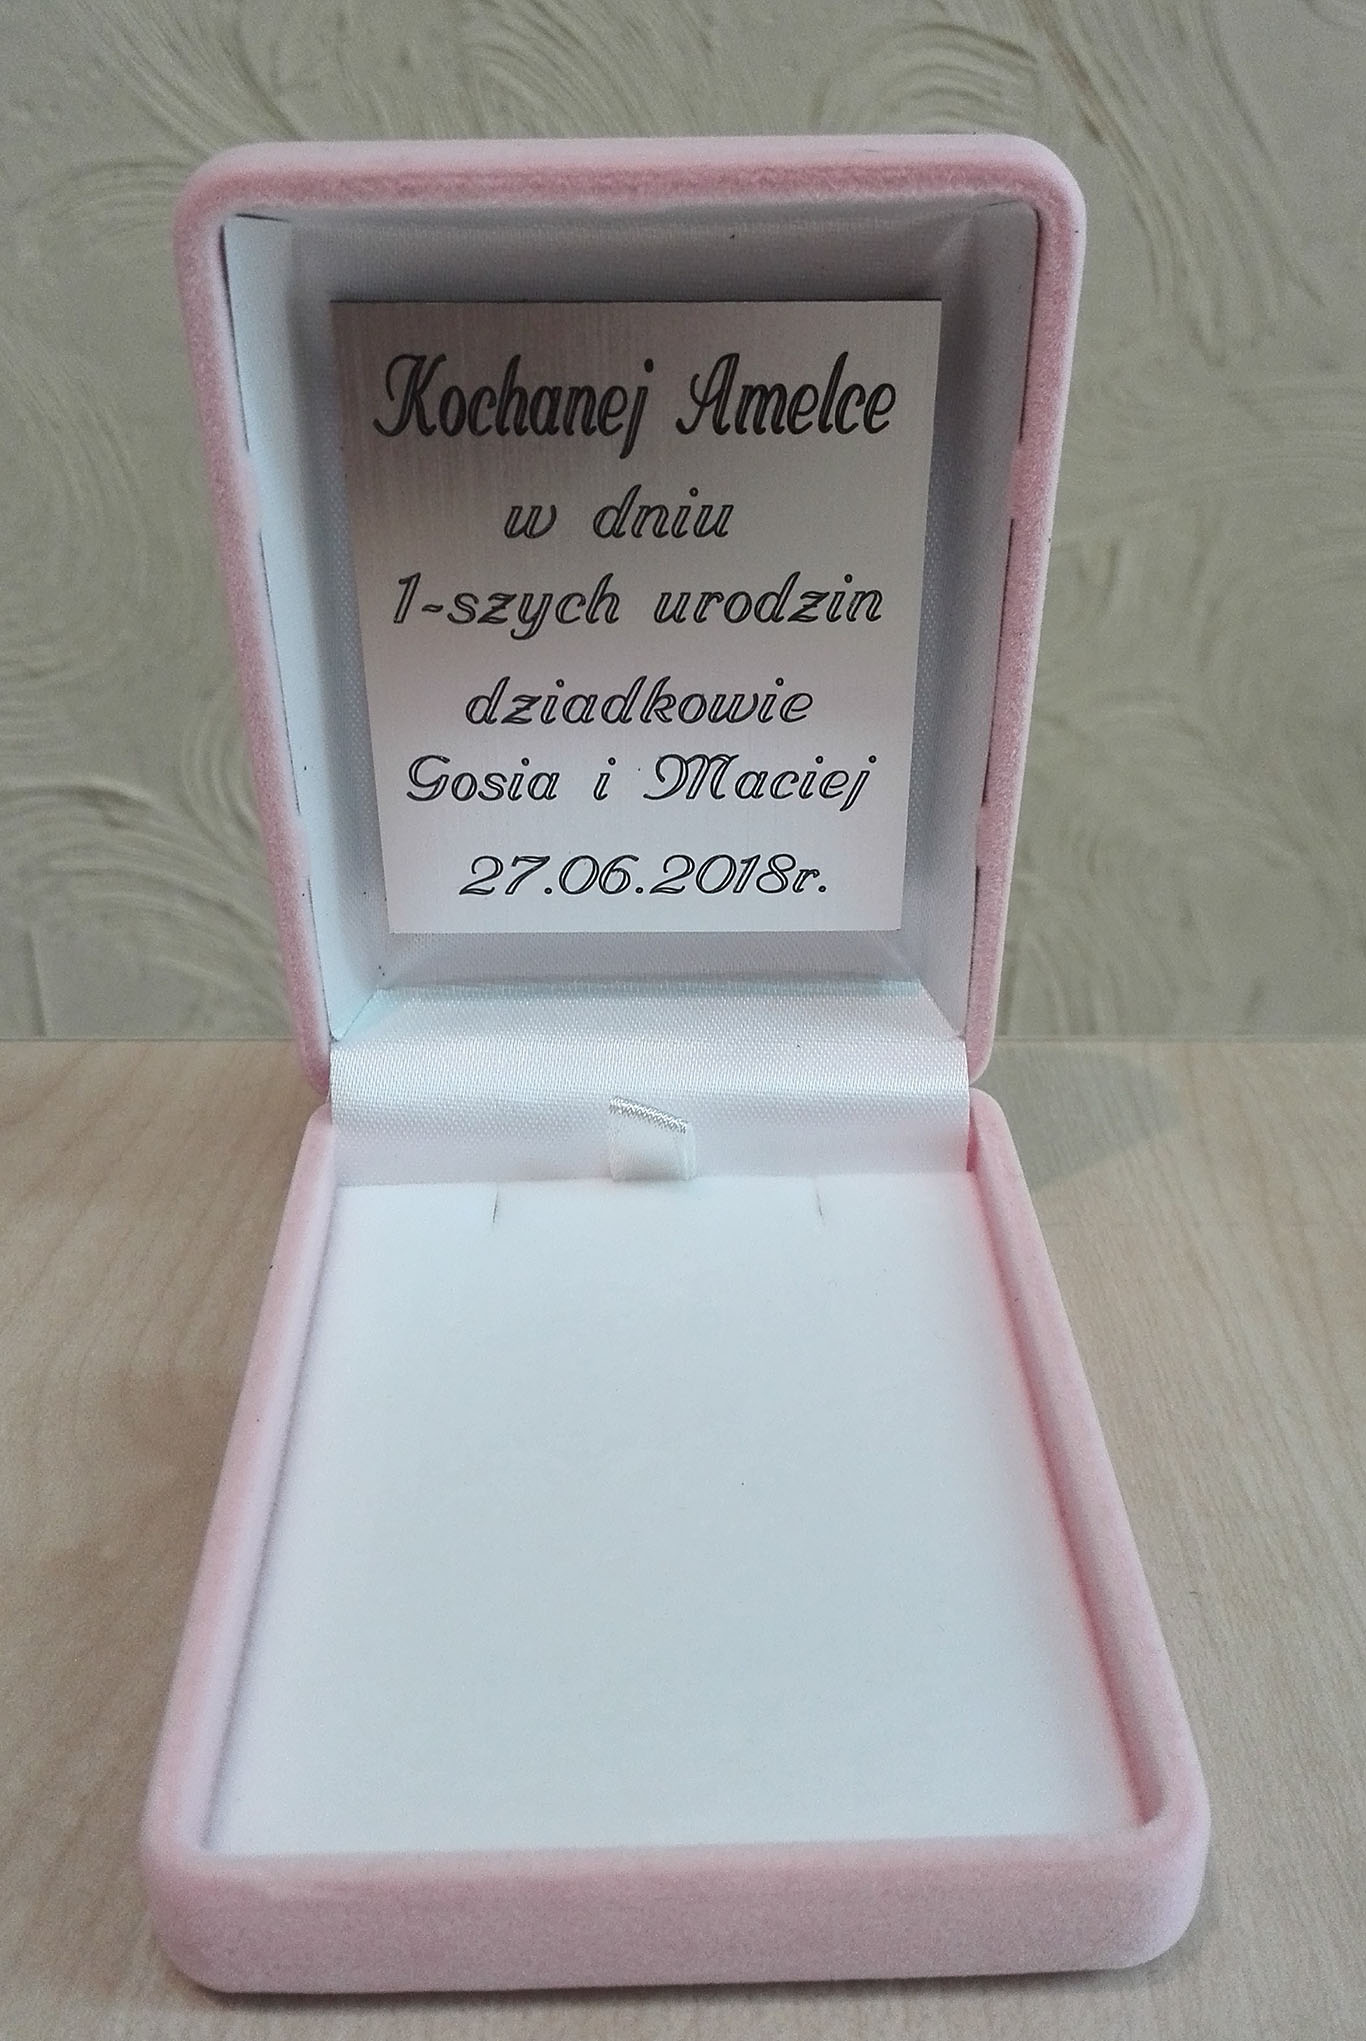 Kochanej Amelce
w dniu
1-szych urodzin
dziadkowie
Gosia i Maciej
27.06.2018r.